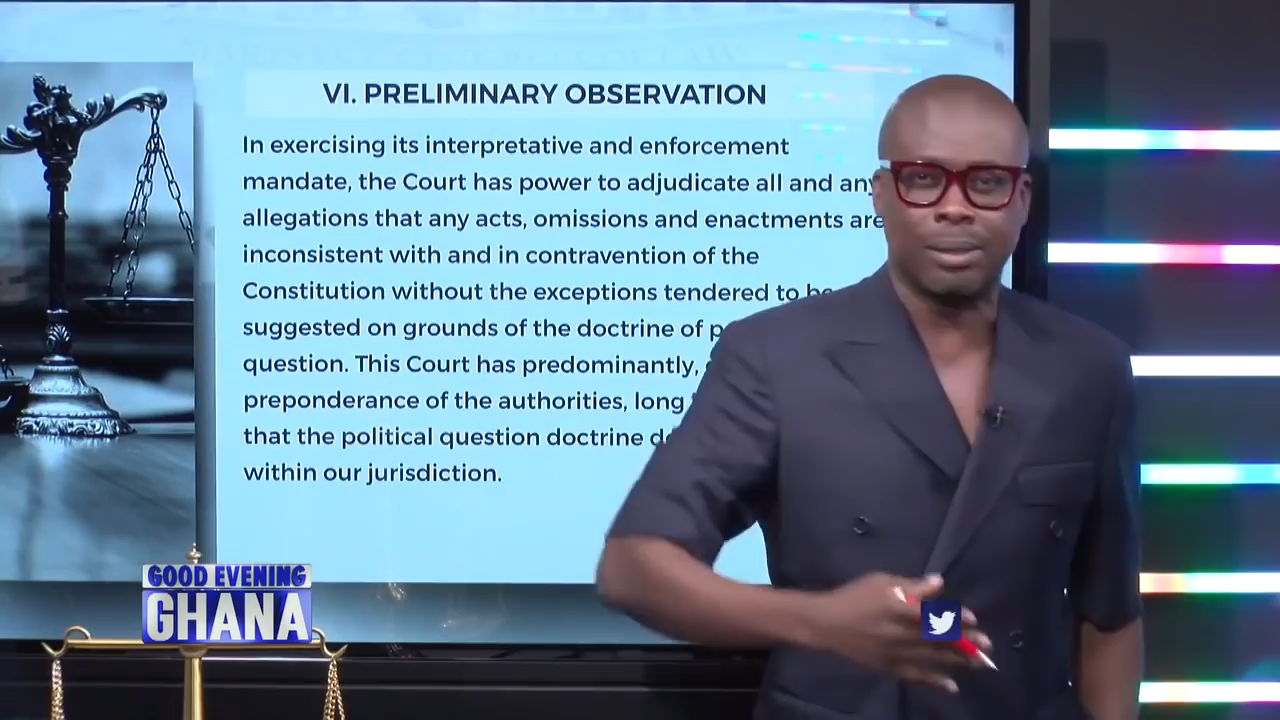 VI. PRELIMINARY OBSERVATION
In exercising its interpretative and enforcement
mandate, the Court has power to adjudicate all and any
allegations that any acts, omissions and enactments are
inconsistent with and in contravention of the
Constitution without the exceptions tendered to be
suggested on grounds of the doctrine of
question. This Court has predominantly,
preponderance of the authorities, long
that the political question doctrine
within our jurisdiction.
GOOD EVENING
GHANA